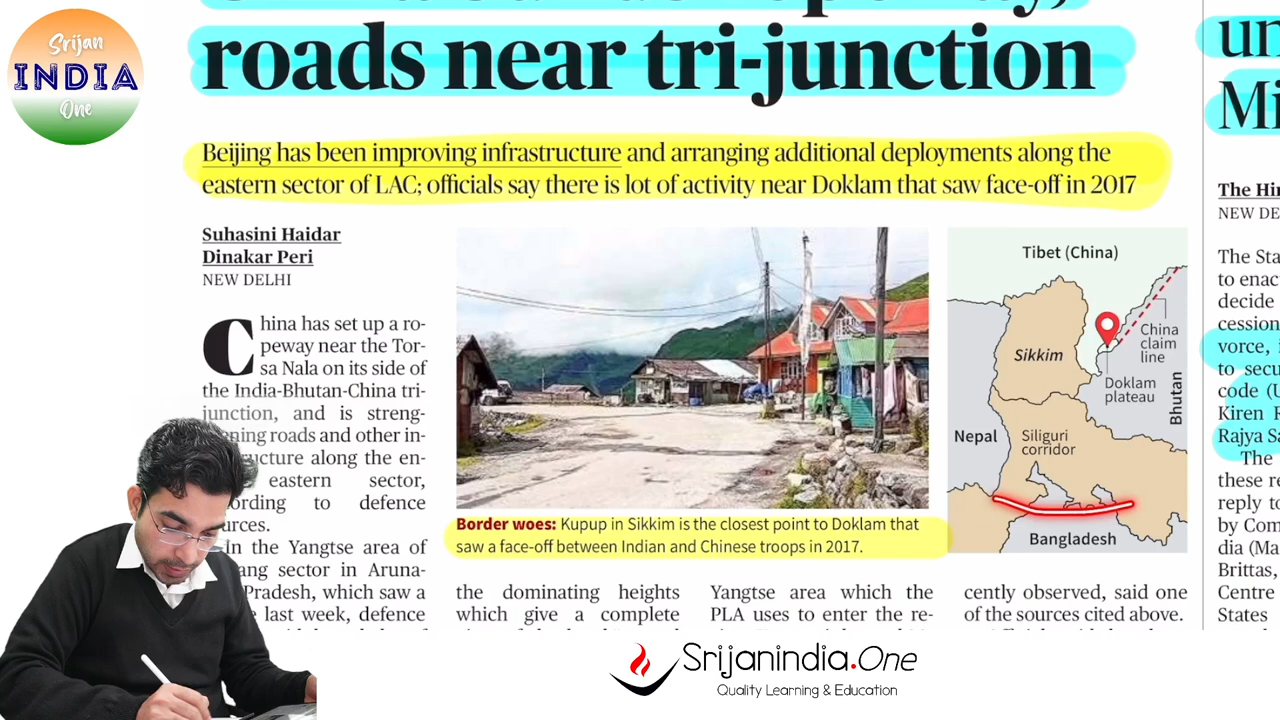 Srijan
INDIA
One
roads near tri-junction
Beijing has been improving infrastructure and arranging additional deployments along the
eastern sector of LAC; officials say there is lot of activity near Doklam that saw face-off in 2017
Suhasini Haidar
Dinakar Peri
NEW DELHI
China has set up a ro-
peway near the Tor-
sa Nala on its side of
the India-Bhutan-China tri-
junction, and is streng-
ening roads and other in-
ructure along the en-
eastern sector,
ording to defence
urces.
In the Yangtse area of
ang sector in Aruna-
Pradesh, which saw a
last week, defence
Tibet (China)
Sikkim
China
claim
line
Doklam
plateau
Bhutan
Nepal
Siliguri
corridor
Bangladesh
Border woes: Kupup in Sikkim is the closest point to Doklam that
saw a face-off between Indian and Chinese troops in 2017.
the dominating heights
which give a complete
Yangtse area which the
PLA uses to enter the re-
cently observed, said one
of the sources cited above.
un
Mi
The Hin
NEW DE
The Sta
to enac
decide
cession
vorce, i
to secu
code (U
Kiren R
Rajya Sa
The
these re
reply to
by Com
dia (Ma
Brittas,
Centre
States
Srijanindia.One
Quality Learning & Education